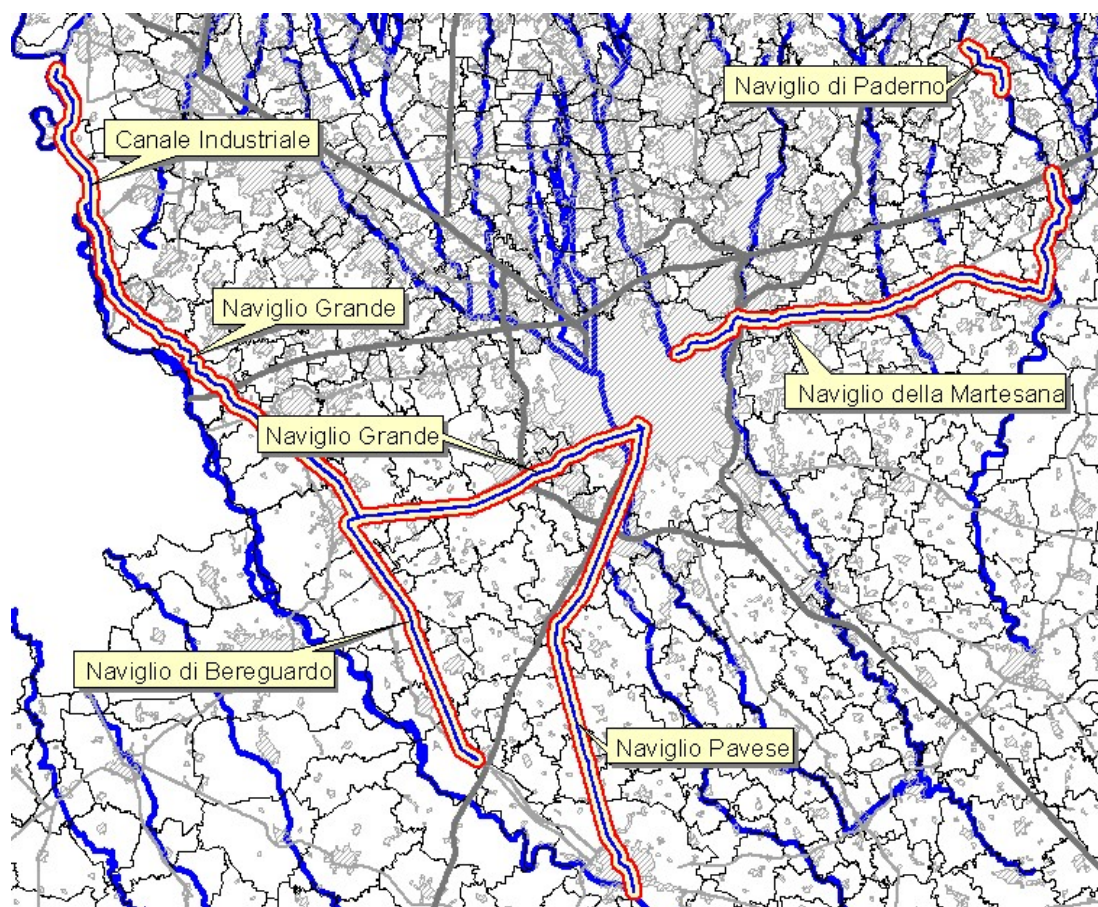 Naviglio di Paderno
Canale Industriale
Naviglio Grande
Naviglio della Martesana
Naviglio Grande
Naviglio di Bereguardo
Naviglio Pavese